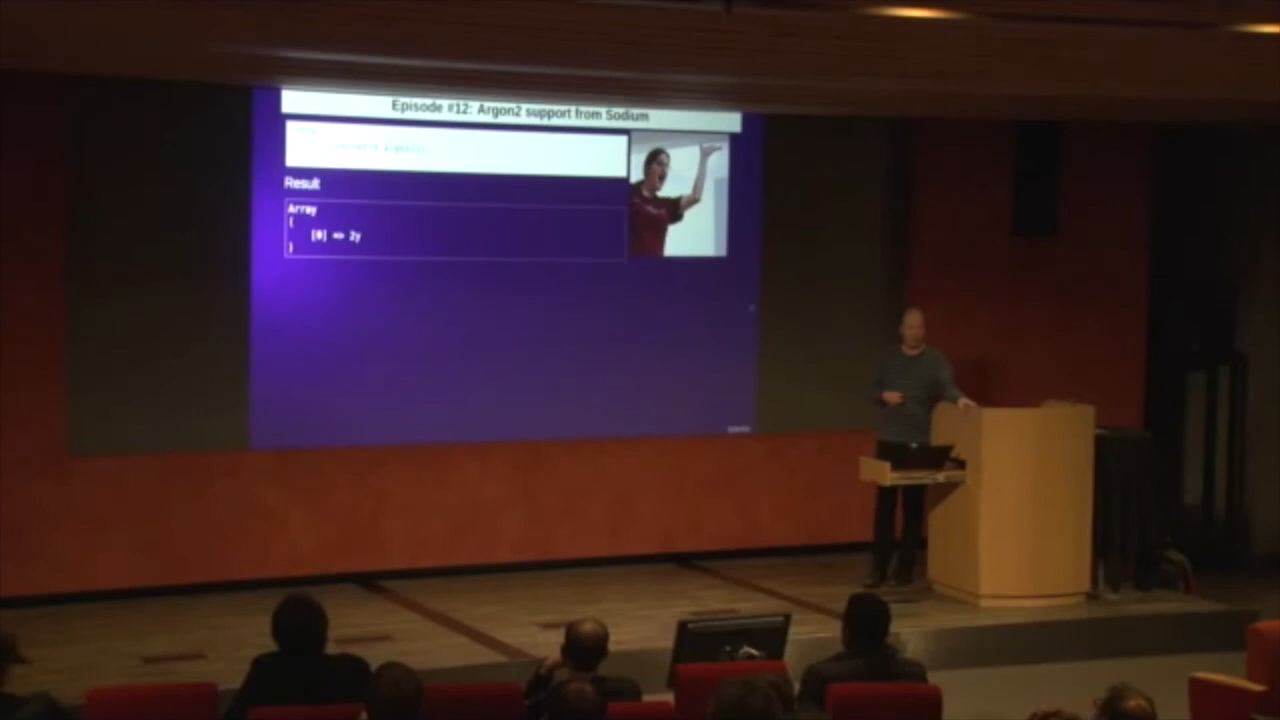 Episode #12: Argon2 support from Sodium
Result
Array
(
[0] => 2y
)